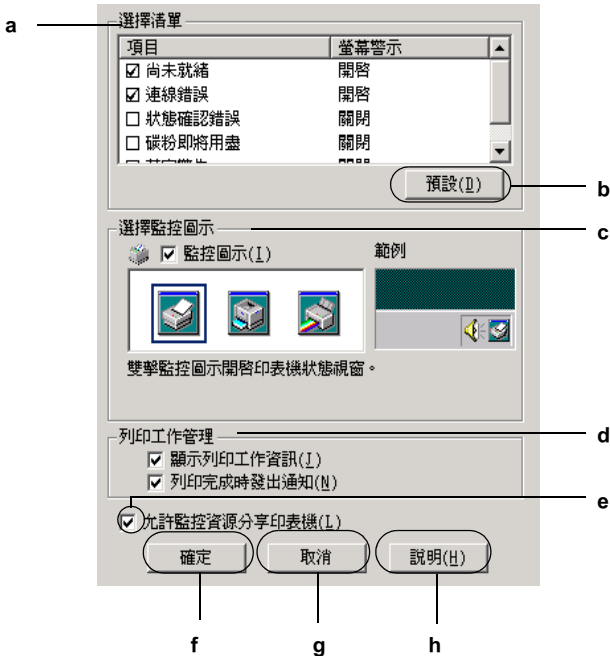 a
選擇清單
項目 螢幕警示
尚未就緒 開啓
連線錯誤 開啓
狀態確認錯誤 關閉
碳粉即將用盡 關閉
預設(D)
b
選擇監控圖示
c
監控圖示(I)
範例
雙擊監控圖示開啓印表機狀態視窗。
列印工作管理
d
顯示列印工作資訊(J)
列印完成時發出通知(N)
e
允許監控資源分享印表機(L)
確定 取消 說明(H)
f g h